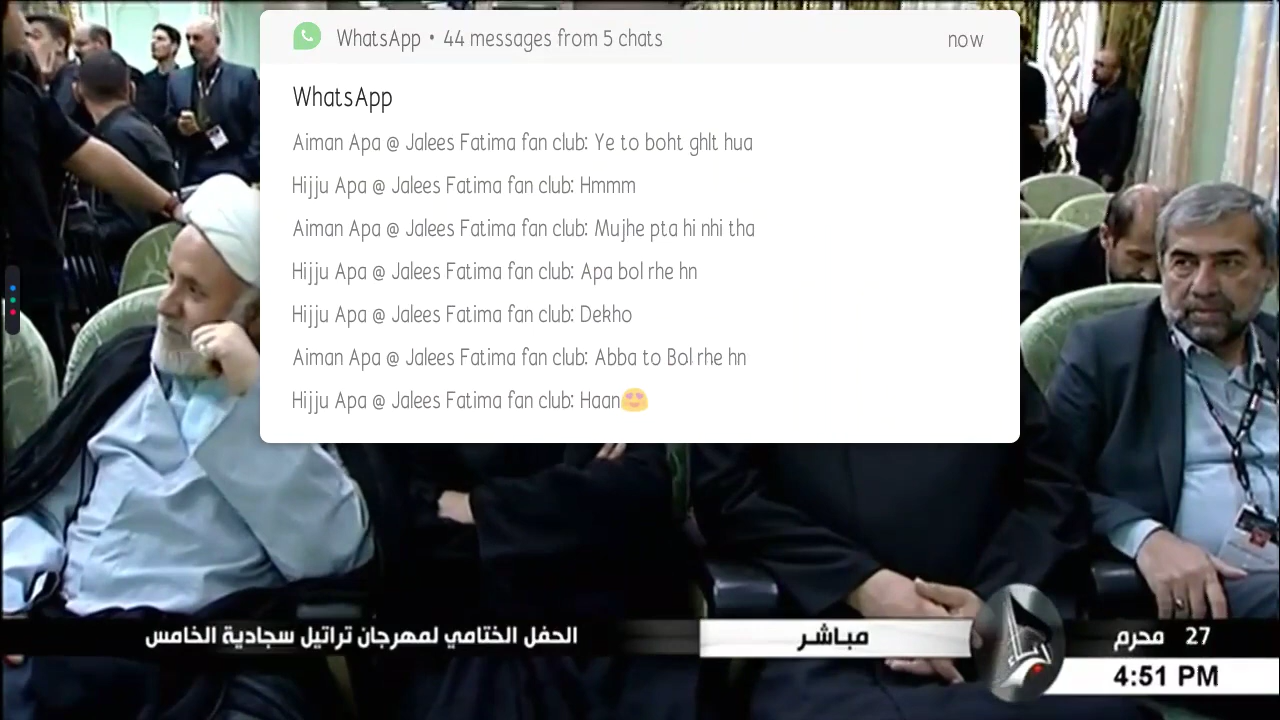 WhatsApp • 44 messages from 5 chats
now
WhatsApp
Aiman Apa @ Jalees Fatima fan club: Ye to boht ghlt hua
Hijju Apa @ Jalees Fatima fan club: Hmmm
Aiman Apa @ Jalees Fatima fan club: Mujhe pta hi nhi tha
Hijju Apa @ Jalees Fatima fan club: Apa bol rhe hn
Hijju Apa @ Jalees Fatima fan club: Dekho
Aiman Apa @ Jalees Fatima fan club: Abba to Bol rhe hn
Hijju Apa @ Jalees Fatima fan club: Haan😍
27 محرم
مباشر
الحفل الختامي لمهرجان تراتيل سجادية الخامس
4:51 PM